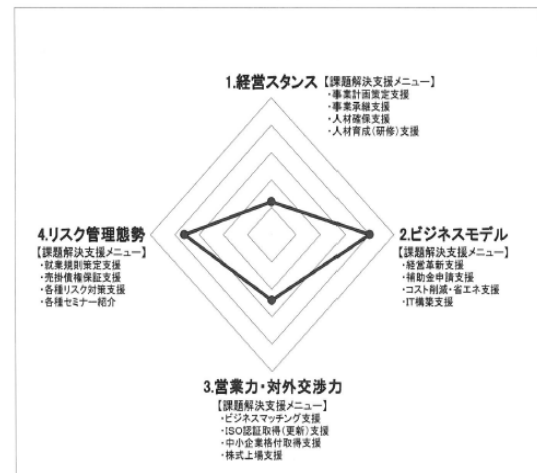 1.経営スタンス
【課題解決支援メニュー】
・事業計画策定支援
・事業承継支援
・人材確保支援
・人材育成(研修)支援
2.ビジネスモデル
【課題解決支援メニュー】
・経営革新支援
・補助金申請支援
・コスト削減・省エネ支援
・IT構築支援
3.営業力・対外交渉力
【課題解決支援メニュー】
・ビジネスマッチング支援
・ISO認証取得(更新)支援
・中小企業格付取得支援
・株式上場支援
4.リスク管理態勢
【課題解決支援メニュー】
・就業規則策定支援
・売掛債権保証支援
・各種リスク対策支援
・各種セミナー紹介